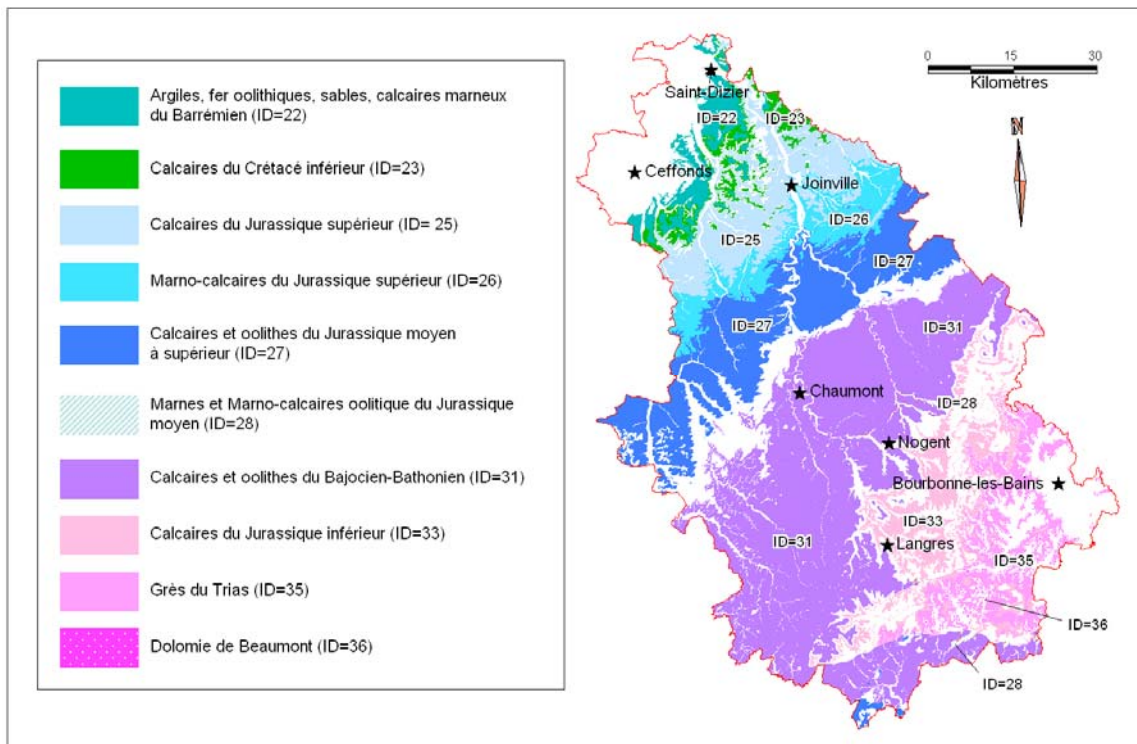 Argiles, fer oolithiques, sables, calcaires marneux
du Barrémien (ID=22)
Calcaires du Crétacé inférieur (ID=23)
Calcaires du Jurassique supérieur (ID= 25)
Marno-calcaires du Jurassique supérieur (ID=26)
Calcaires et oolithes du Jurassique moyen
à supérieur (ID=27)
Marnes et Marno-calcaires oolitique du Jurassique
moyen (ID=28)
Calcaires et oolithes du Bajocien-Bathonien (ID=31)
Calcaires du Jurassique inférieur (ID=33)
Grès du Trias (ID=35)
Dolomie de Beaumont (ID=36)
0 15 30
Kilomètres
N
Saint-Dizier
ID=22
ID=23
Ceffonds
Joinville
ID=26
ID=25
ID=27
ID=27
ID=31
Chaumont
ID=28
Nogent
Bourbonne-les-Bains
ID=33
ID=31
Langres
ID=35
ID=36
ID=28